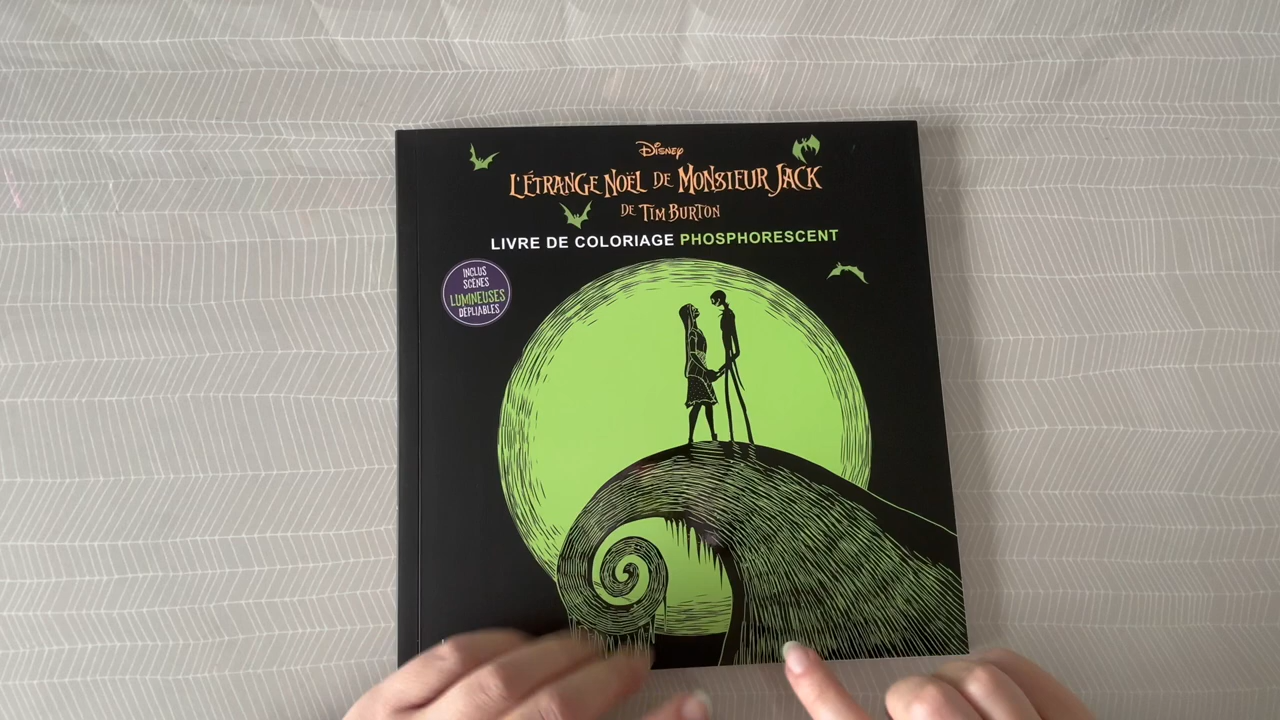 Disney
L'ÉTRANGE NOËL DE MONSIEUR JACK
DE TIM BURTON
LIVRE DE COLORIAGE PHOSPHORESCENT
INCLUS
SCÈNES
LUMINEUSES
DÉPLIABLES